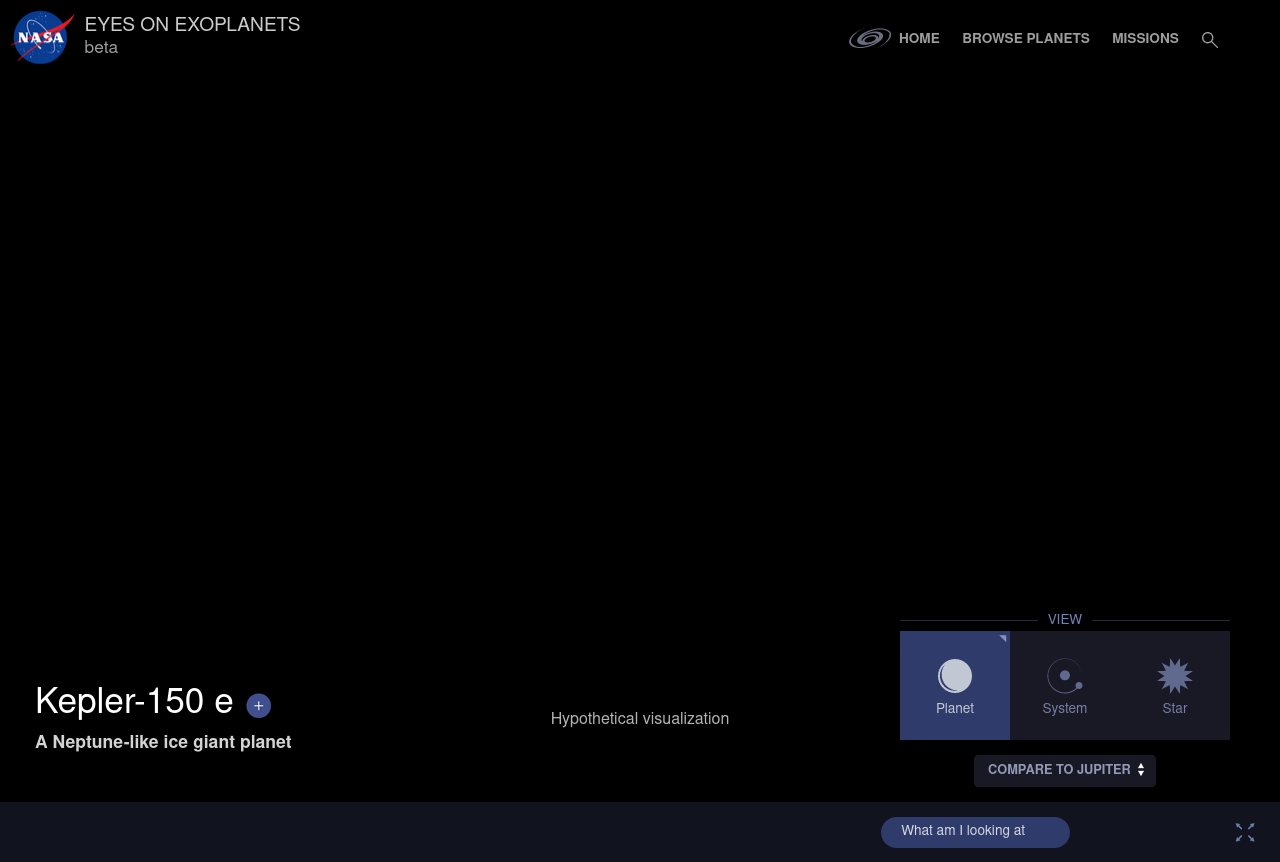 NASA
EYES ON EXOPLANETS
beta
HOME
BROWSE PLANETS
MISSIONS
VIEW
Planet
System
Star
Kepler-150 e +
A Neptune-like ice giant planet
Hypothetical visualization
COMPARE TO JUPITER
What am I looking at